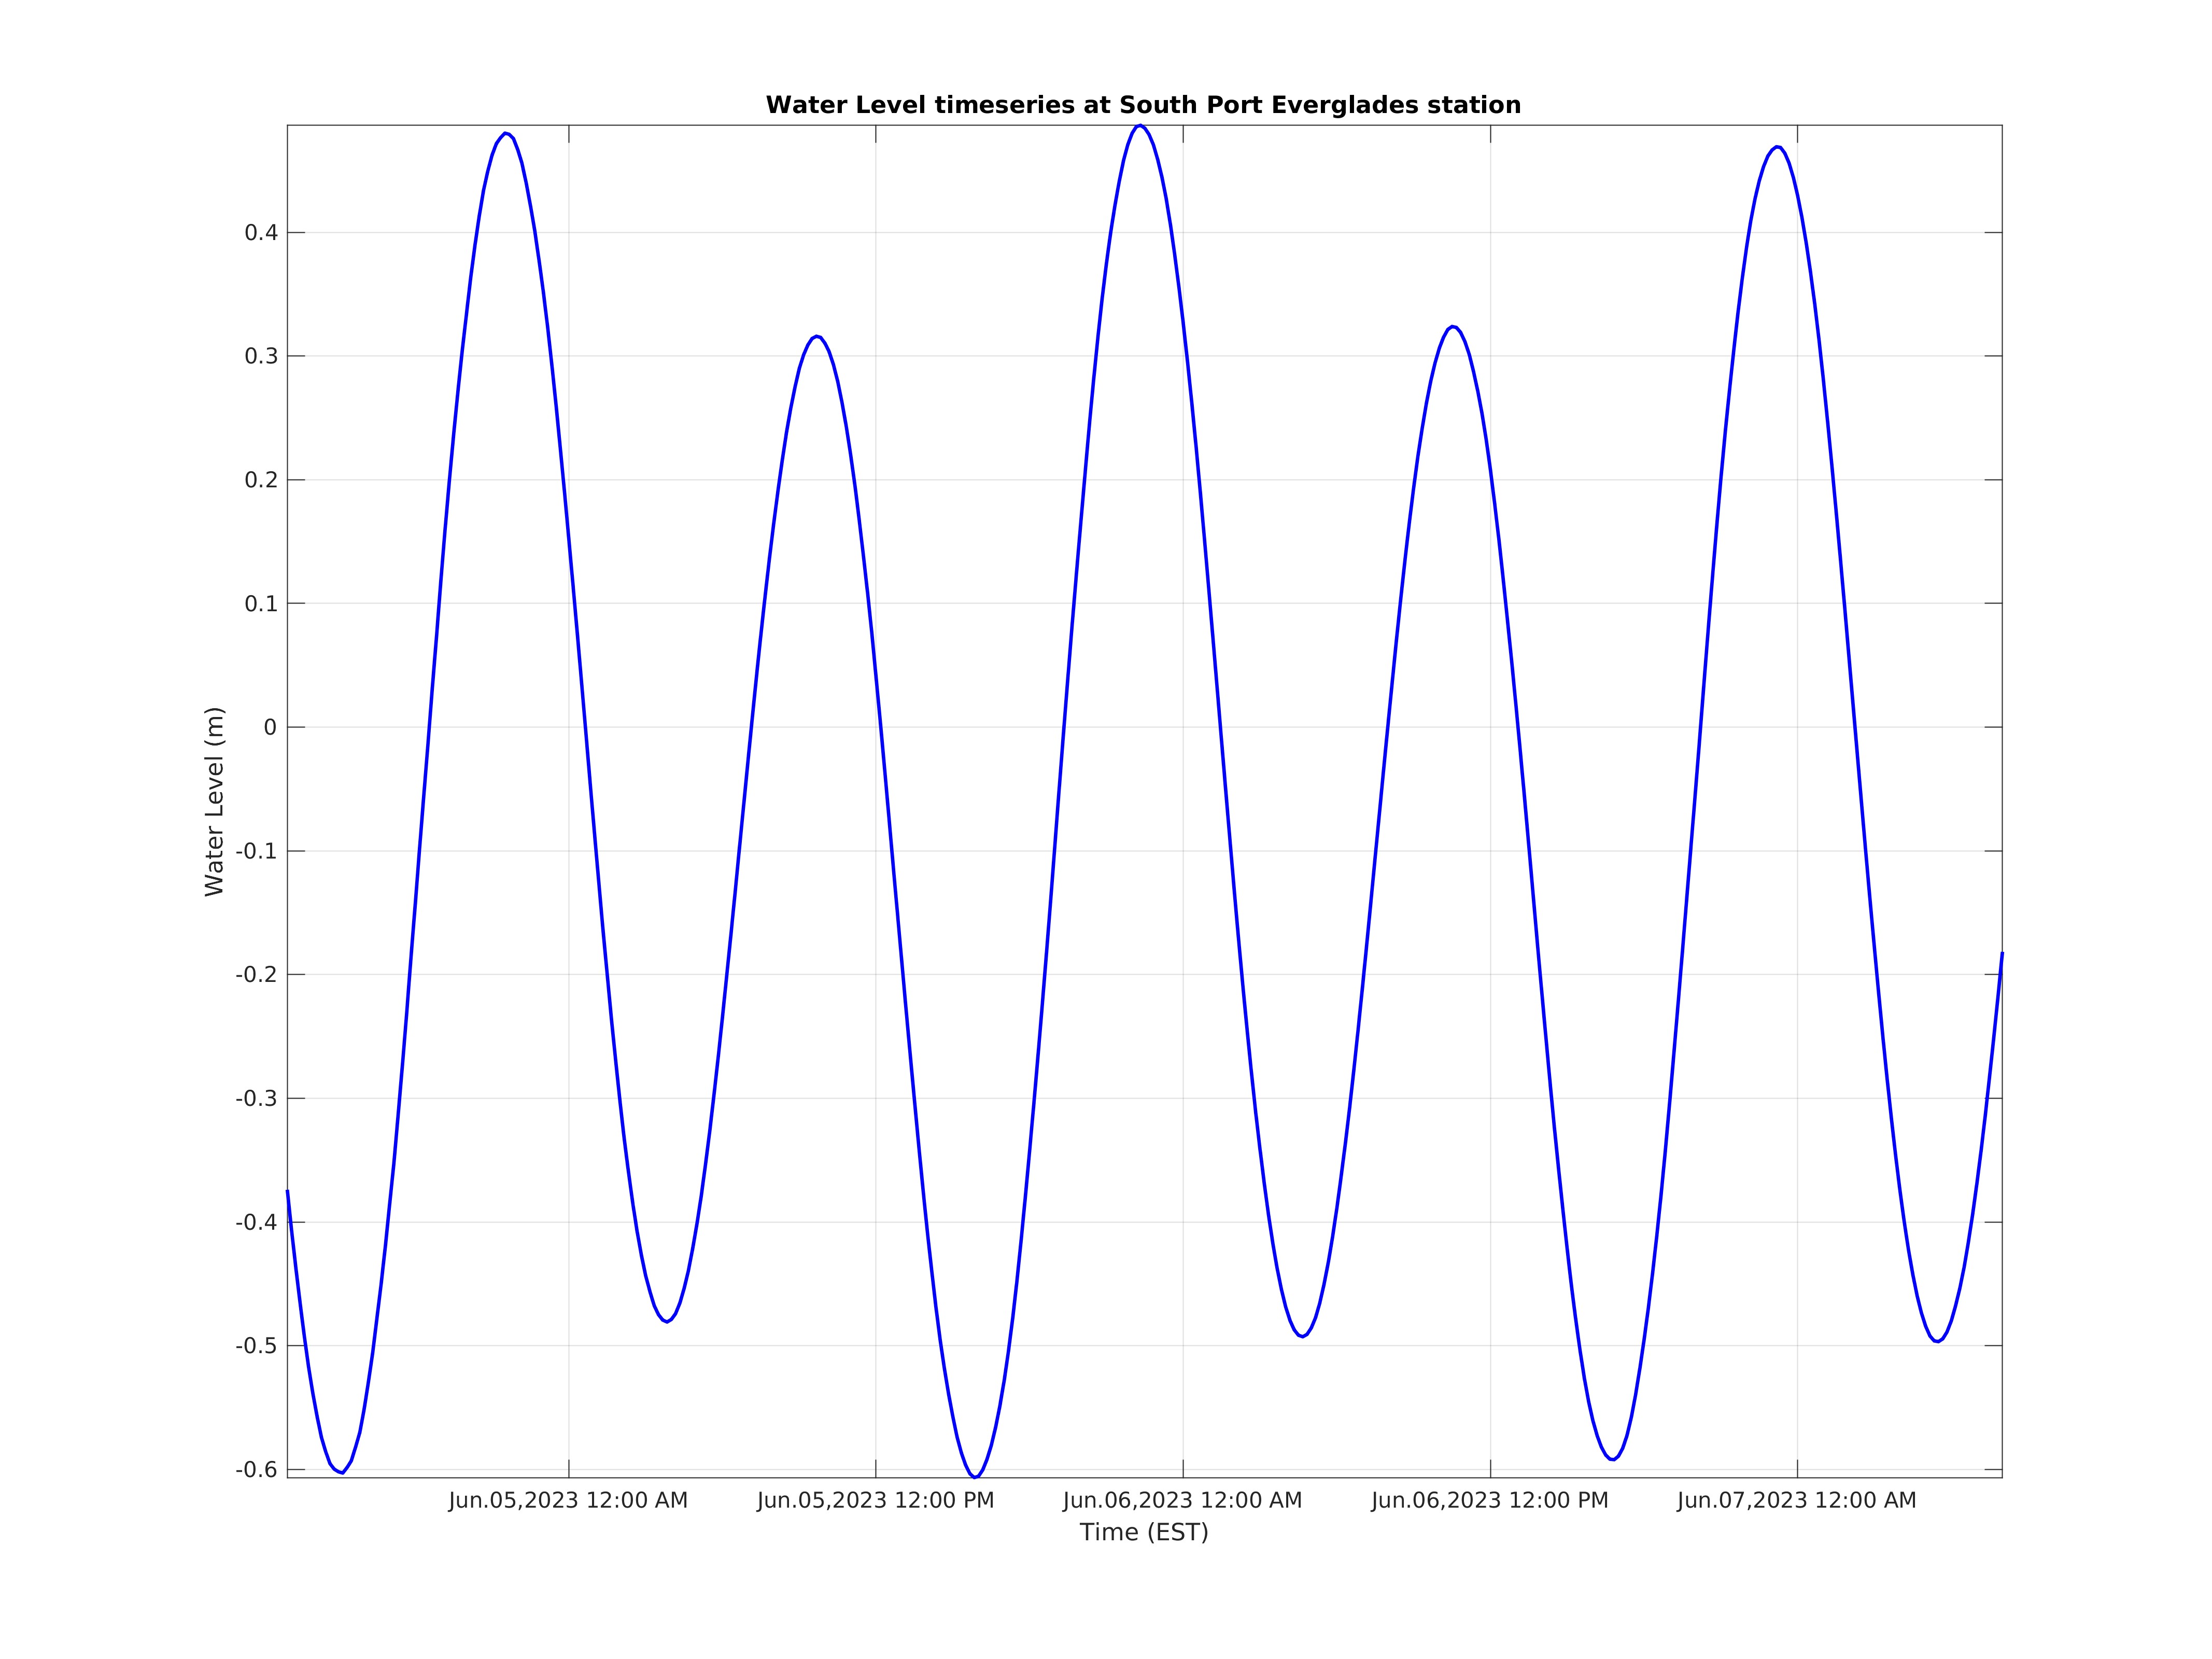 Water Level timeseries at South Port Everglades station
0.4
0.3
0.2
0.1
0
-0.1
-0.2
-0.3
-0.4
-0.5
-0.6
Water Level (m)
Jun.05,2023 12:00 AM
Jun.05,2023 12:00 PM
Jun.06,2023 12:00 AM
Jun.06,2023 12:00 PM
Jun.07,2023 12:00 AM
Time (EST)